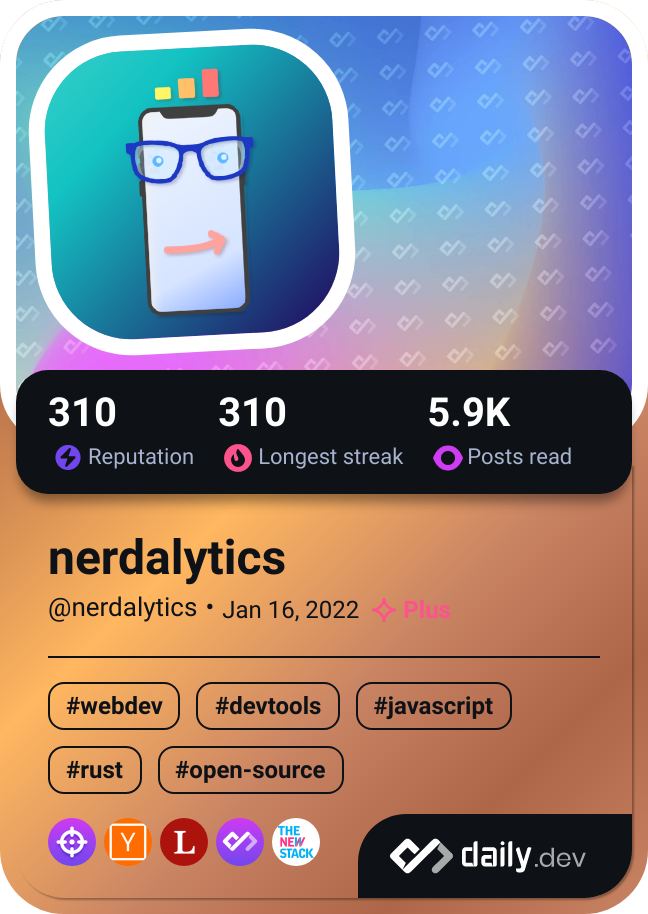 310 310 5.9K
Reputation Longest streak Posts read
nerdalytics
@nerdalytics • Jan 16, 2022 Plus
#webdev #devtools #javascript
#rust #open-source
Y L THE
NEW
STACK
daily.dev